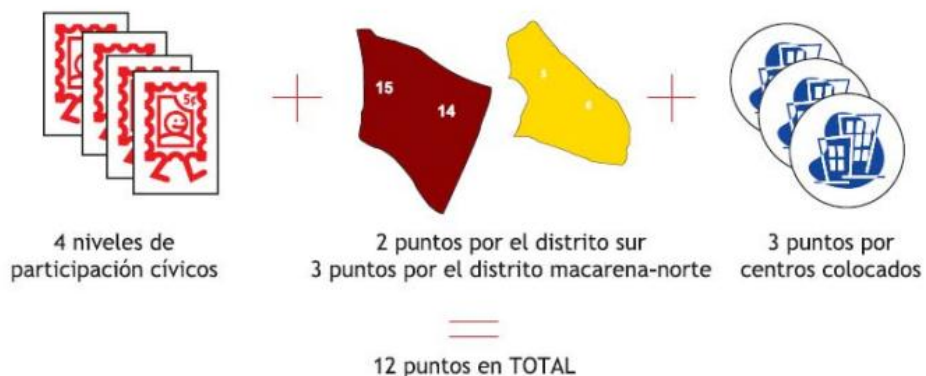 5¢
15
14
4 niveles de
participación cívicos
2 puntos por el distrito sur
3 puntos por el distrito macarena-norte
3 puntos por
centros colocados
12 puntos en TOTAL